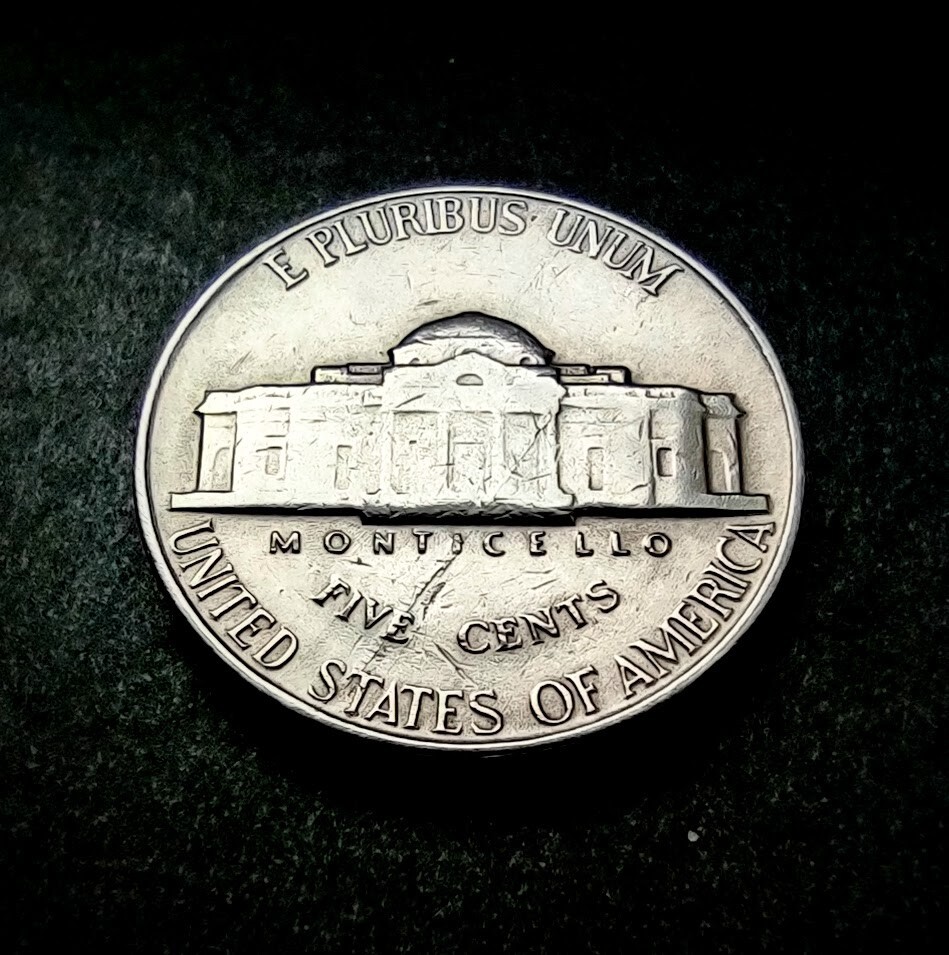 E PLURIBUS UNUM
MONTICELLO
FIVE CENTS
UNITED STATES OF AMERICA